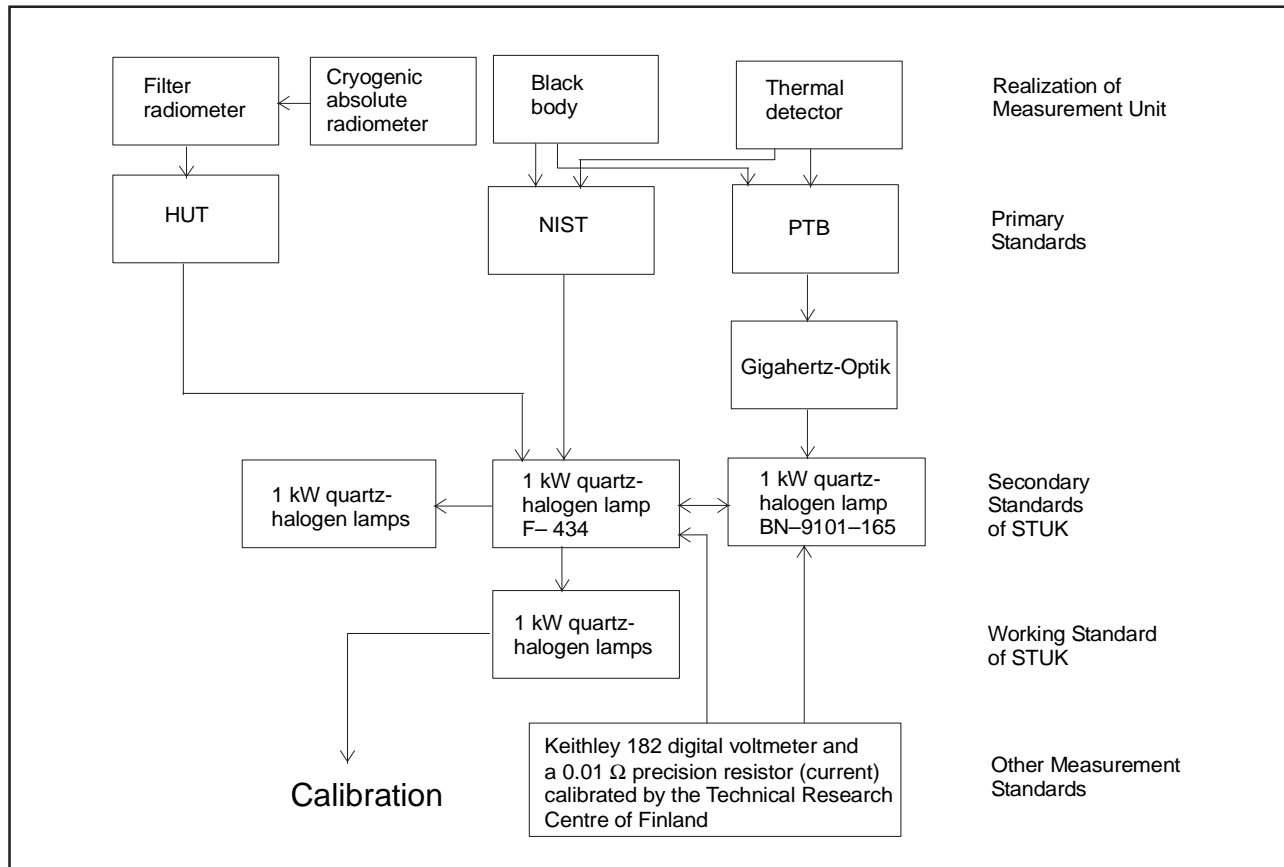 Filter
radiometer
Cryogenic
absolute
radiometer
Black
body
Thermal
detector
Realization of
Measurement Unit
HUT
NIST
PTB
Primary
Standards
Gigahertz-Optik
1 kW quartz-
halogen lamps
1 kW quartz-
halogen lamp
F– 434
1 kW quartz-
halogen lamp
BN–9101–165
Secondary
Standards
of STUK
1 kW quartz-
halogen lamps
Working Standard
of STUK
Keithley 182 digital voltmeter and
a 0.01 Ω precision resistor (current)
calibrated by the Technical Research
Centre of Finland
Other Measurement
Standards
Calibration